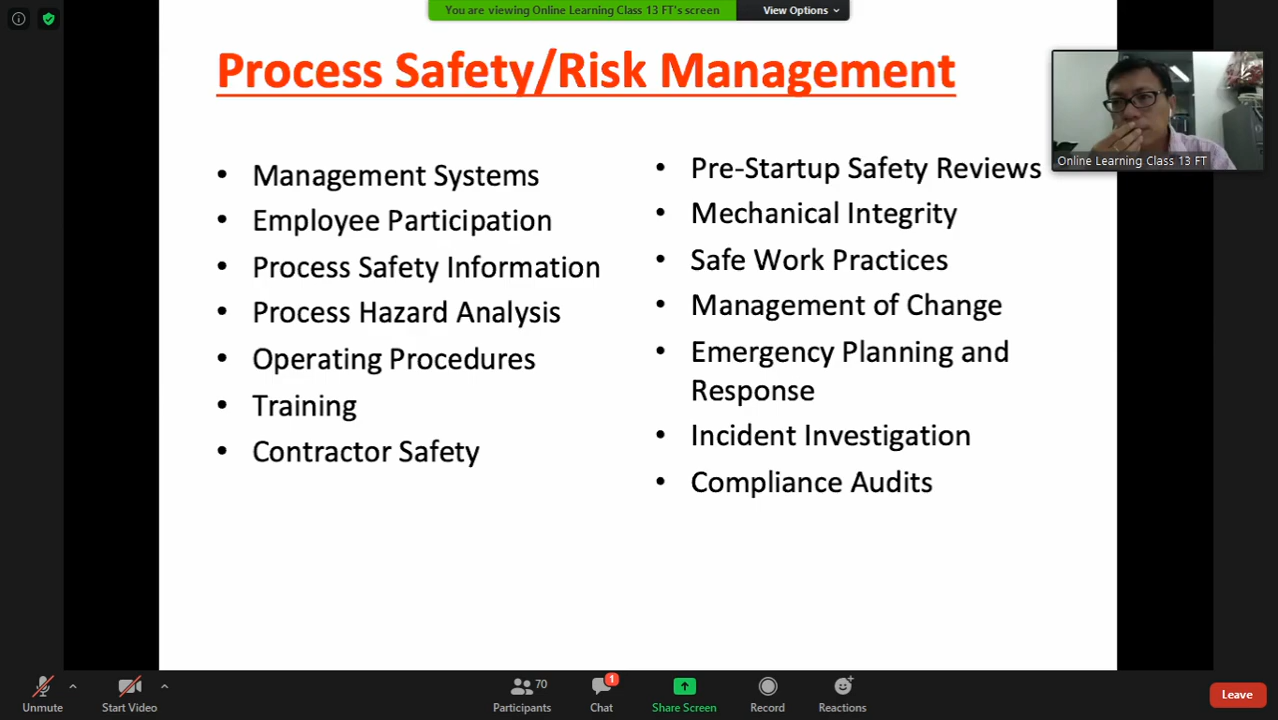 You are viewing Online Learning Class 13 FT's screen
View Options
Process Safety/Risk Management
Online Learning Class 13 FT
• Management Systems
• Employee Participation
• Process Safety Information
• Process Hazard Analysis
• Operating Procedures
• Training
• Contractor Safety
• Pre-Startup Safety Reviews
• Mechanical Integrity
• Safe Work Practices
• Management of Change
• Emergency Planning and
Response
• Incident Investigation
• Compliance Audits
Unmute
Start Video
70
Participants
1
Chat
Share Screen
Record
Reactions
Leave